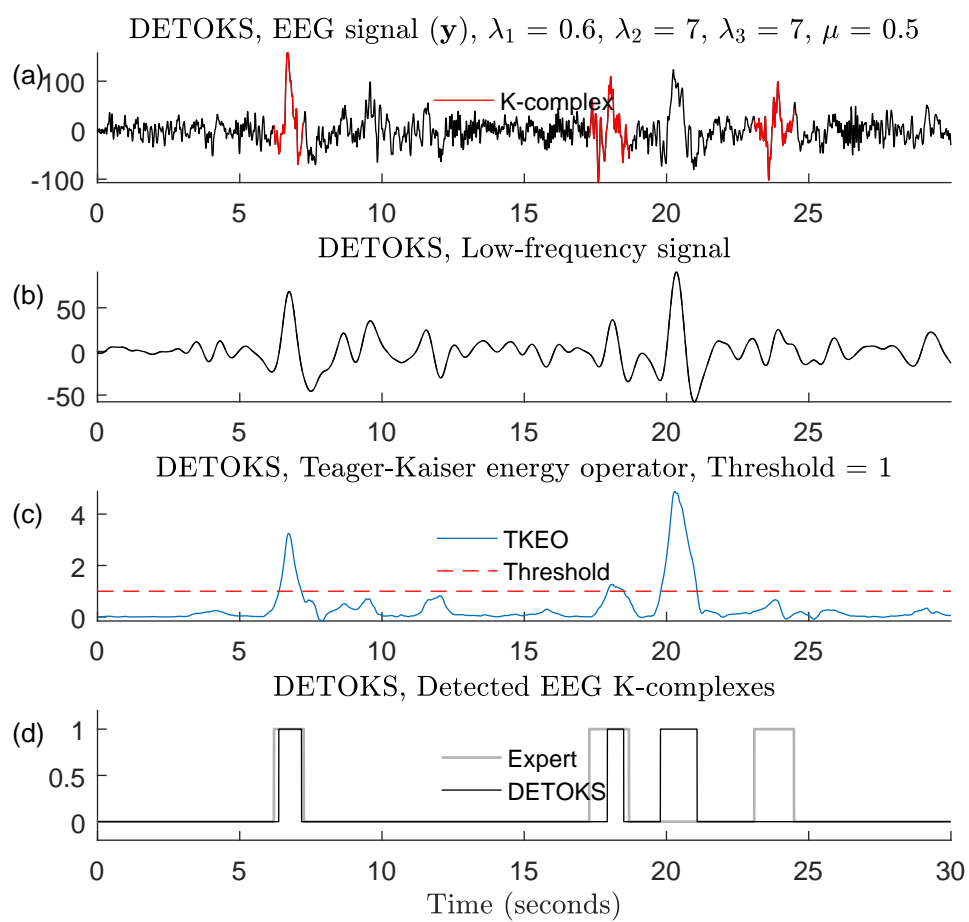 DETOKS, EEG signal (y), λ1 = 0.6, λ2 = 7, λ3 = 7, μ = 0.5
(a)
100
0
-100
K-complex
0 5 10 15 20 25
DETOKS, Low-frequency signal
(b)
50
0
-50
0 5 10 15 20 25
DETOKS, Teager-Kaiser energy operator, Threshold = 1
(c)
4
2
0
TKEO
Threshold
0 5 10 15 20 25
DETOKS, Detected EEG K-complexes
(d)
1
0.5
0
Expert
DETOKS
0 5 10 15 20 25 30
Time (seconds)